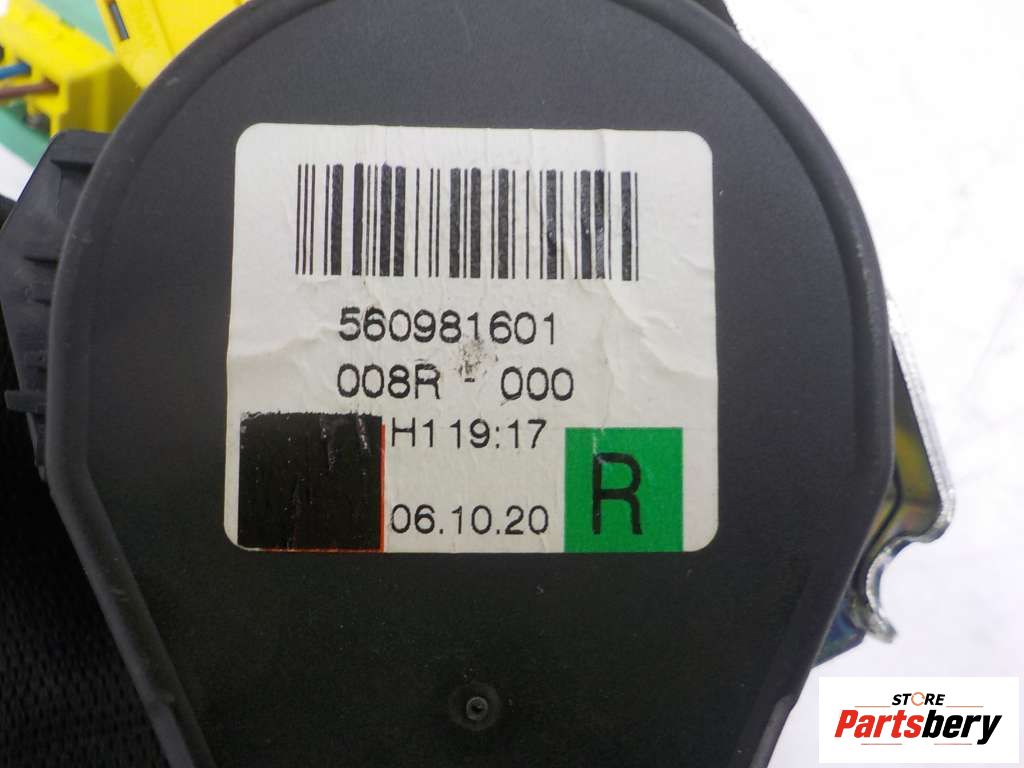 560981601
008R - 000
H1 19:17
06.10.20
R
STORE
Partsbery